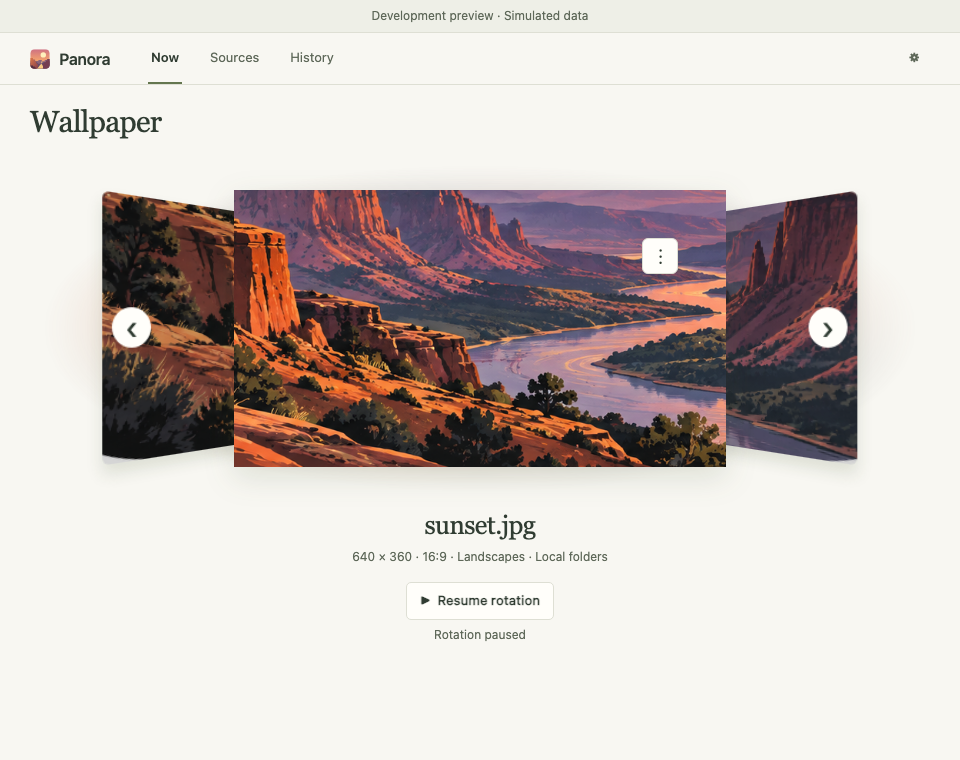 Development preview · Simulated data
Panora
Now
Sources
History
Wallpaper
sunset.jpg
640 × 360 · 16:9 · Landscapes · Local folders
Resume rotation
Rotation paused